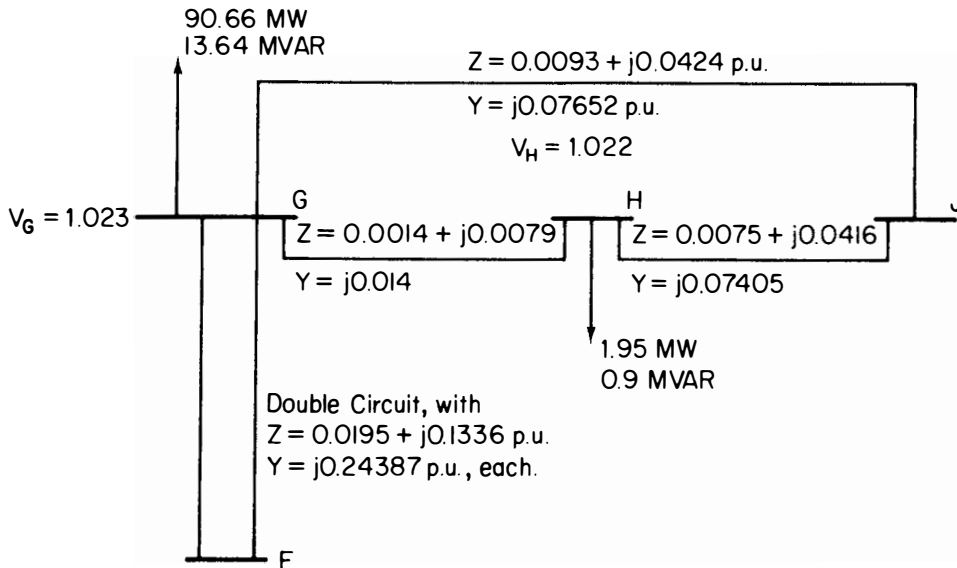 90.66 MW
13.64 MVAR
Z = 0.0093 + j0.0424 p.u.
Y = j0.07652 p.u.
V_H = 1.022
V_G = 1.023
G
H
Z = 0.0014 + j0.0079
Z = 0.0075 + j0.0416
Y = j0.014
Y = j0.07405
1.95 MW
0.9 MVAR
Double Circuit, with
Z = 0.0195 + j0.1336 p.u.
Y = j0.24387 p.u., each.